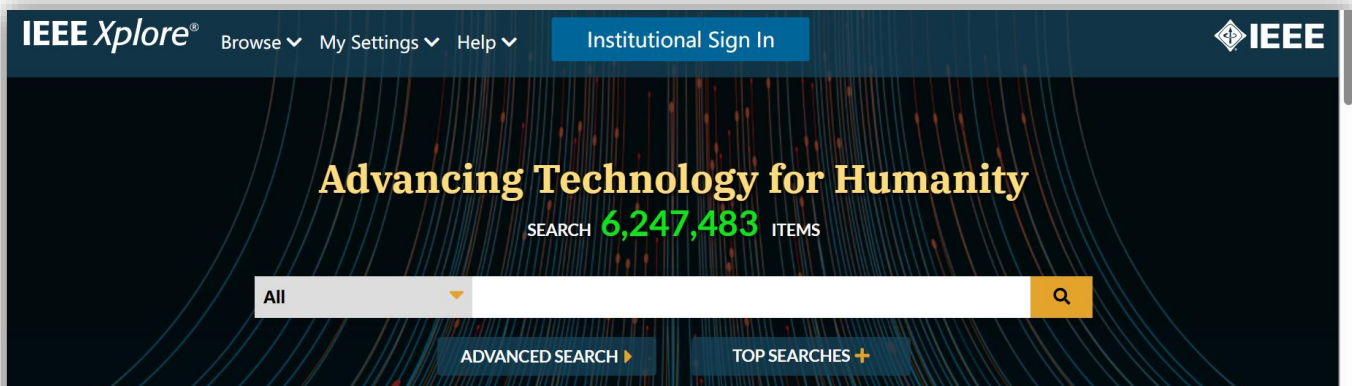 IEEE Xplore® Browse My Settings Help Institutional Sign In IEEE
Advancing Technology for Humanity
SEARCH 6,247,483 ITEMS
All
ADVANCED SEARCH TOP SEARCHES